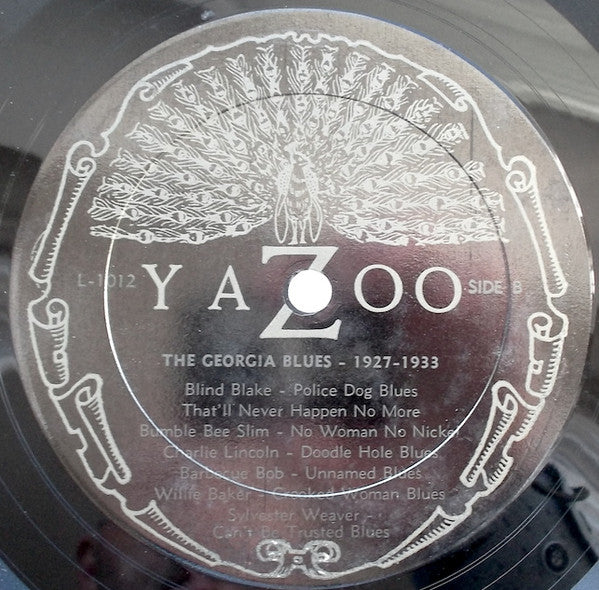 L-1012 YAZOO SIDE B
THE GEORGIA BLUES - 1927-1933
Blind Blake - Police Dog Blues
That'll Never Happen No More
Bumble Bee Slim - No Woman No Nickel
Charlie Lincoln - Doodle Hole Blues
Barbecue Bob - Unnamed Blues
Willie Baker - Crooked Woman Blues
Sylvester Weaver -
Can't Be Trusted Blues